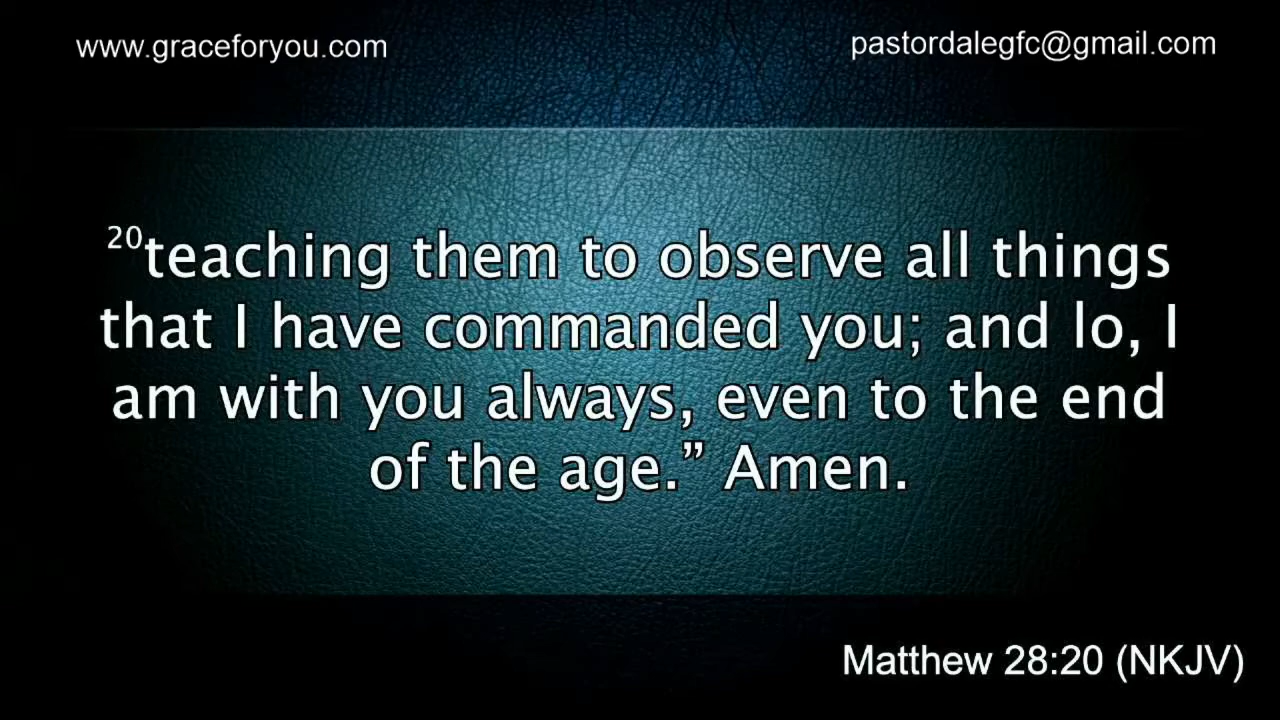 www.graceforyou.com
pastordalegfc@gmail.com
20teaching them to observe all things
that I have commanded you; and lo, I
am with you always, even to the end
of the age.” Amen.
Matthew 28:20 (NKJV)